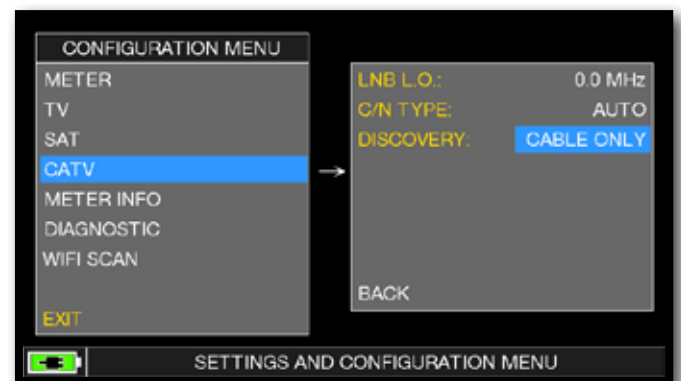 CONFIGURATION MENU
METER
TV
SAT
CATV
METER INFO
DIAGNOSTIC
WIFI SCAN
EXIT
LNB L.O.: 0.0 MHz
C/N TYPE: AUTO
DISCOVERY: CABLE ONLY
BACK
SETTINGS AND CONFIGURATION MENU